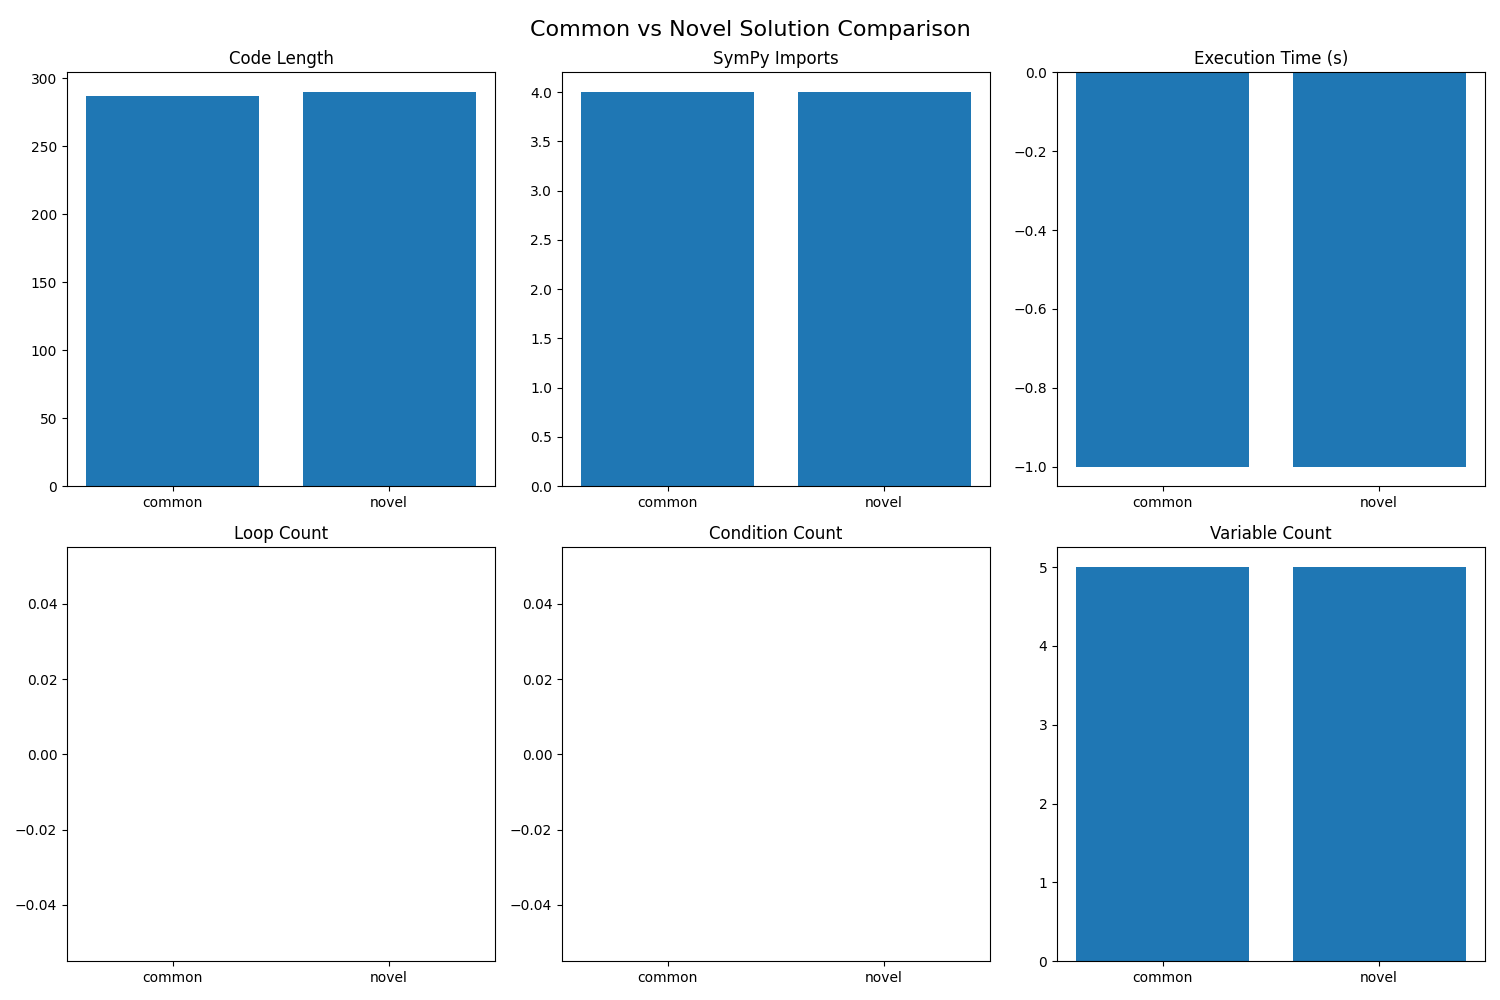 Common vs Novel Solution Comparison
Code Length
300
250
200
150
100
50
0
common novel
SymPy Imports
4.0
3.5
3.0
2.5
2.0
1.5
1.0
0.5
0.0
common novel
Execution Time (s)
0.0
−0.2
−0.4
−0.6
−0.8
−1.0
common novel
Loop Count
0.04
0.02
0.00
−0.02
−0.04
common novel
Condition Count
0.04
0.02
0.00
−0.02
−0.04
common novel
Variable Count
5
4
3
2
1
0
common novel